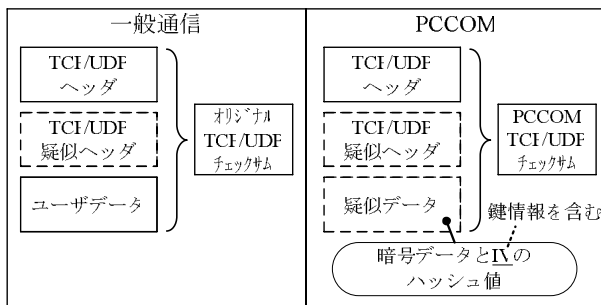 一般通信
TCP/UDP
ヘッダ
TCP/UDP
疑似ヘッダ
ユーザデータ
オリジナル
TCP/UDP
チェックサム
PCCOM
TCP/UDP
ヘッダ
TCP/UDP
疑似ヘッダ
疑似データ
PCCOM
TCP/UDP
チェックサム
鍵情報を含む
暗号データとIVの
ハッシュ値